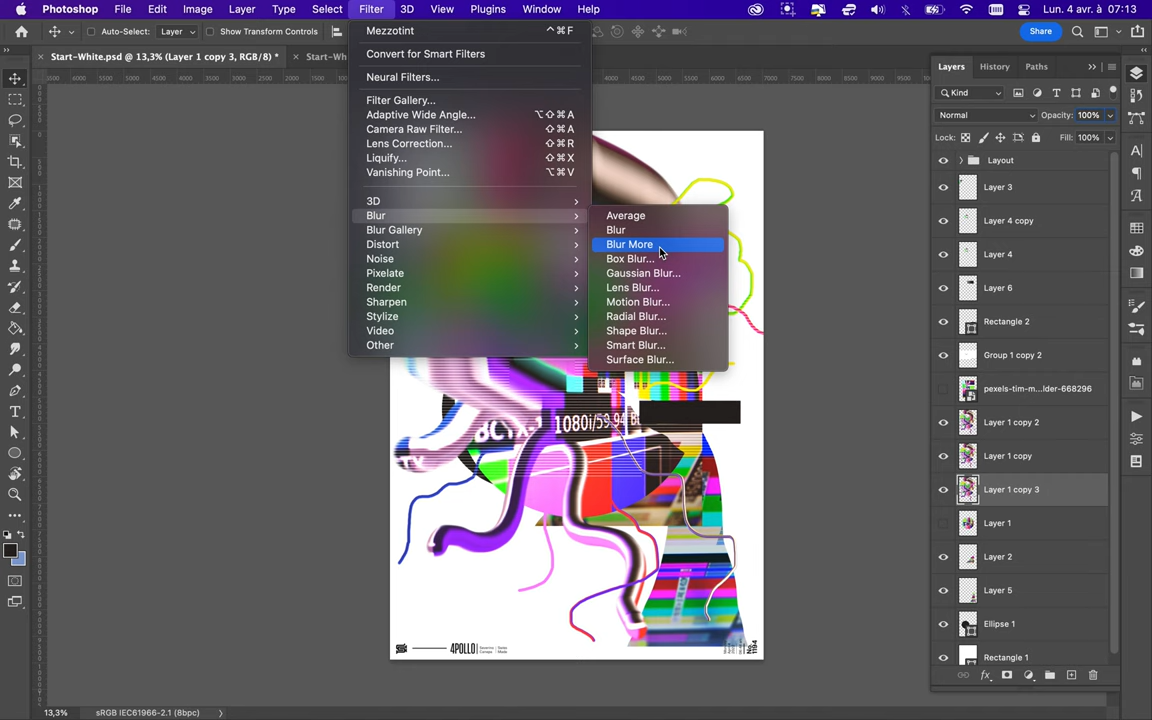 Photoshop File Edit Image Layer Type Select Filter 3D View Plugins Window Help Lun. 4 avr. à 07:13
Auto-Select: Layer Show Transform Controls Share
Start-White.psd @ 13,3% (Layer 1 copy 3, RGB/8) * Start-Wh
Mezzotint ^⌘F
Convert for Smart Filters
Neural Filters...
Filter Gallery...
Adaptive Wide Angle... ⌥⇧⌘A
Camera Raw Filter... ⇧⌘A
Lens Correction... ⇧⌘R
Liquify... ⇧⌘X
Vanishing Point... ⌥⌘V
3D
Blur
Blur Gallery
Distort
Noise
Pixelate
Render
Sharpen
Stylize
Video
Other
Average
Blur
Blur More
Box Blur...
Gaussian Blur...
Lens Blur...
Motion Blur...
Radial Blur...
Shape Blur...
Smart Blur...
Surface Blur...
Layers History Paths
Kind
Normal Opacity: 100%
Lock: Fill: 100%
Layout
Layer 3
Layer 4 copy
Layer 4
Layer 6
Rectangle 2
Group 1 copy 2
pexels-tim-m...lder-668296
Layer 1 copy 2
Layer 1 copy
Layer 1 copy 3
Layer 1
Layer 2
Layer 5
Ellipse 1
Rectangle 1
1080i/59.94
4POLLO
No. 1194
13,3% sRGB IEC61966-2.1 (8bpc)